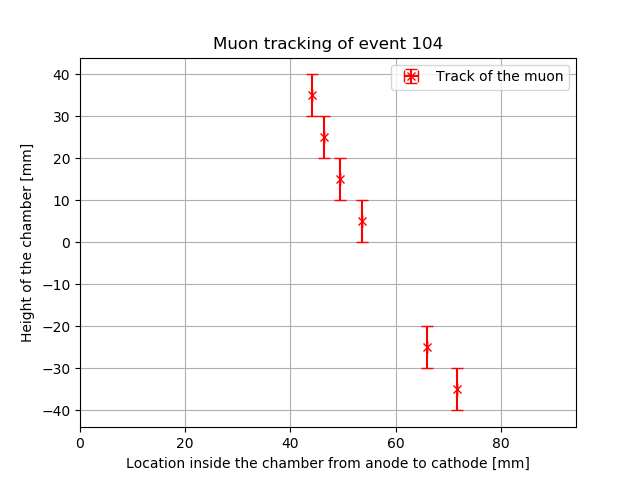 Muon tracking of event 104
Track of the muon
Height of the chamber [mm]
40
30
20
10
0
−10
−20
−30
−40
0 20 40 60 80
Location inside the chamber from anode to cathode [mm]